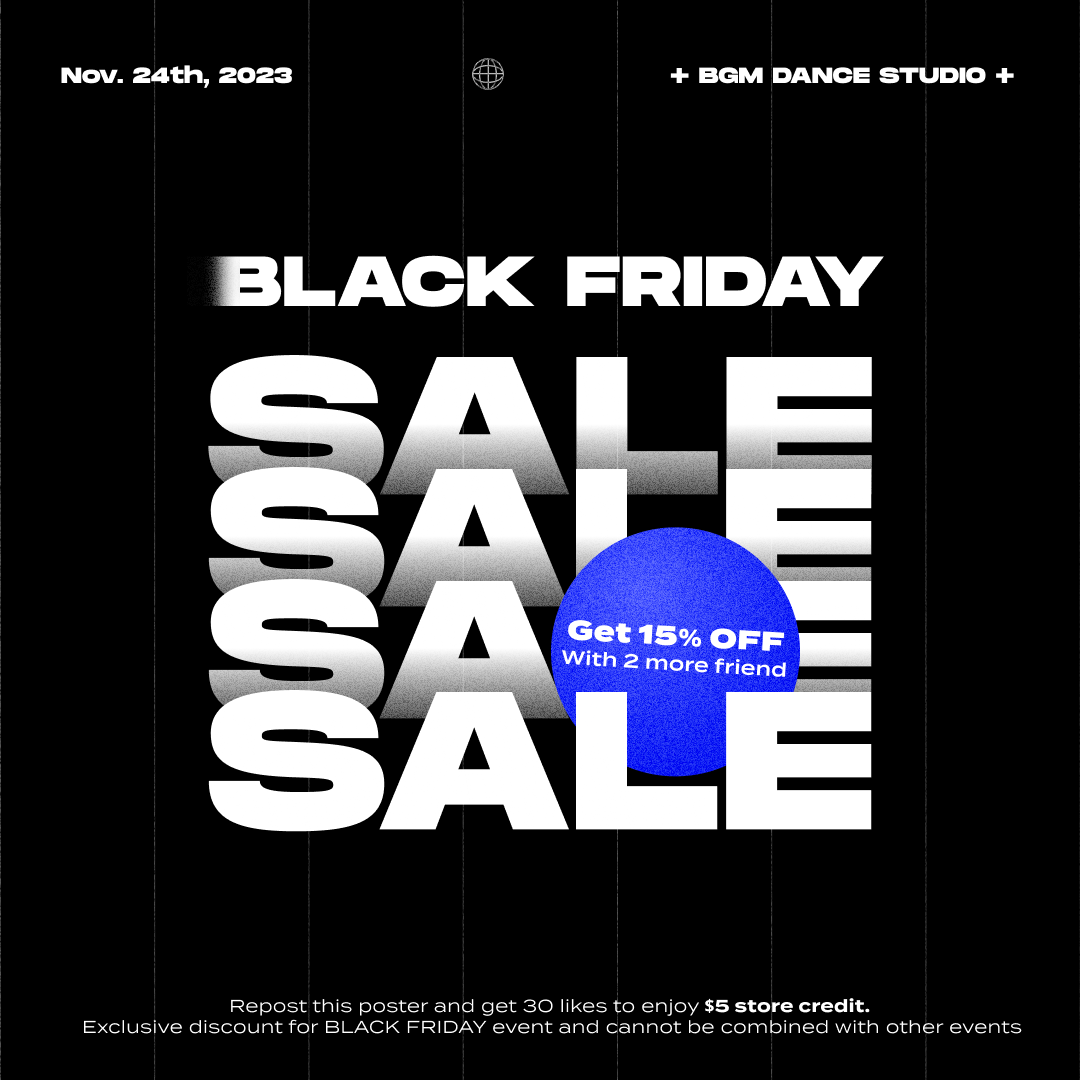 Nov. 24th, 2023
+ BGM DANCE STUDIO +
BLACK FRIDAY
SALE
SALE
SALE
Get 15% OFF
With 2 more friend
SALE
Repost this poster and get 30 likes to enjoy $5 store credit.
Exclusive discount for BLACK FRIDAY event and cannot be combined with other events